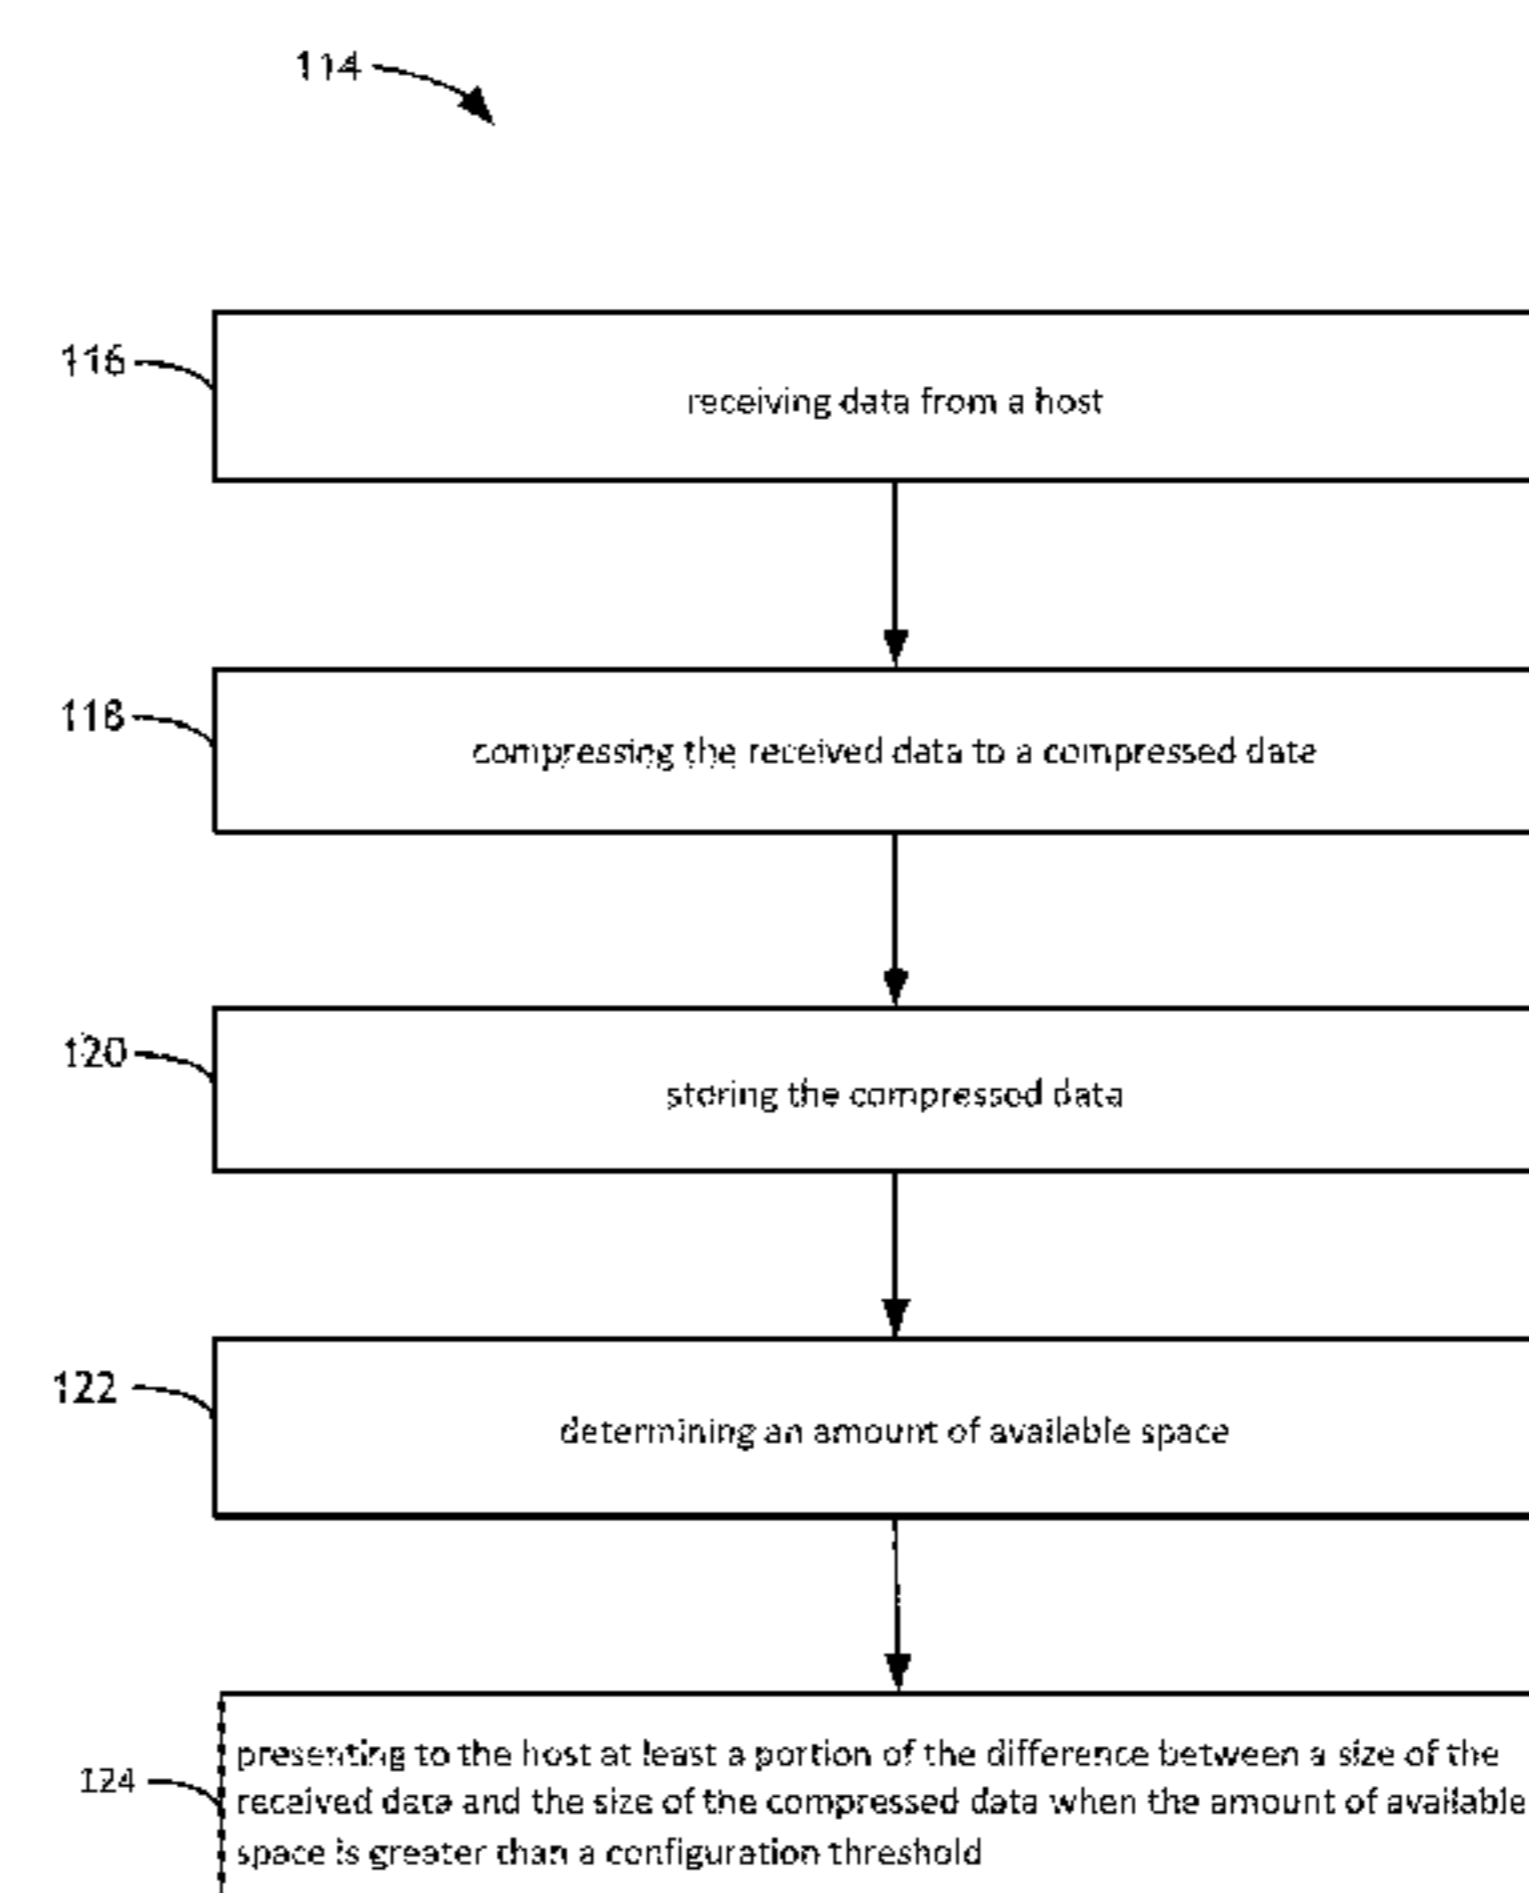 114
116
receiving data from a host
118
compressing the received data to a compressed data
120
storing the compressed data
122
determining an amount of available space
124
presenting to the host at least a portion of the difference between a size of the
received data and the size of the compressed data when the amount of available
space is greater than a configuration threshold